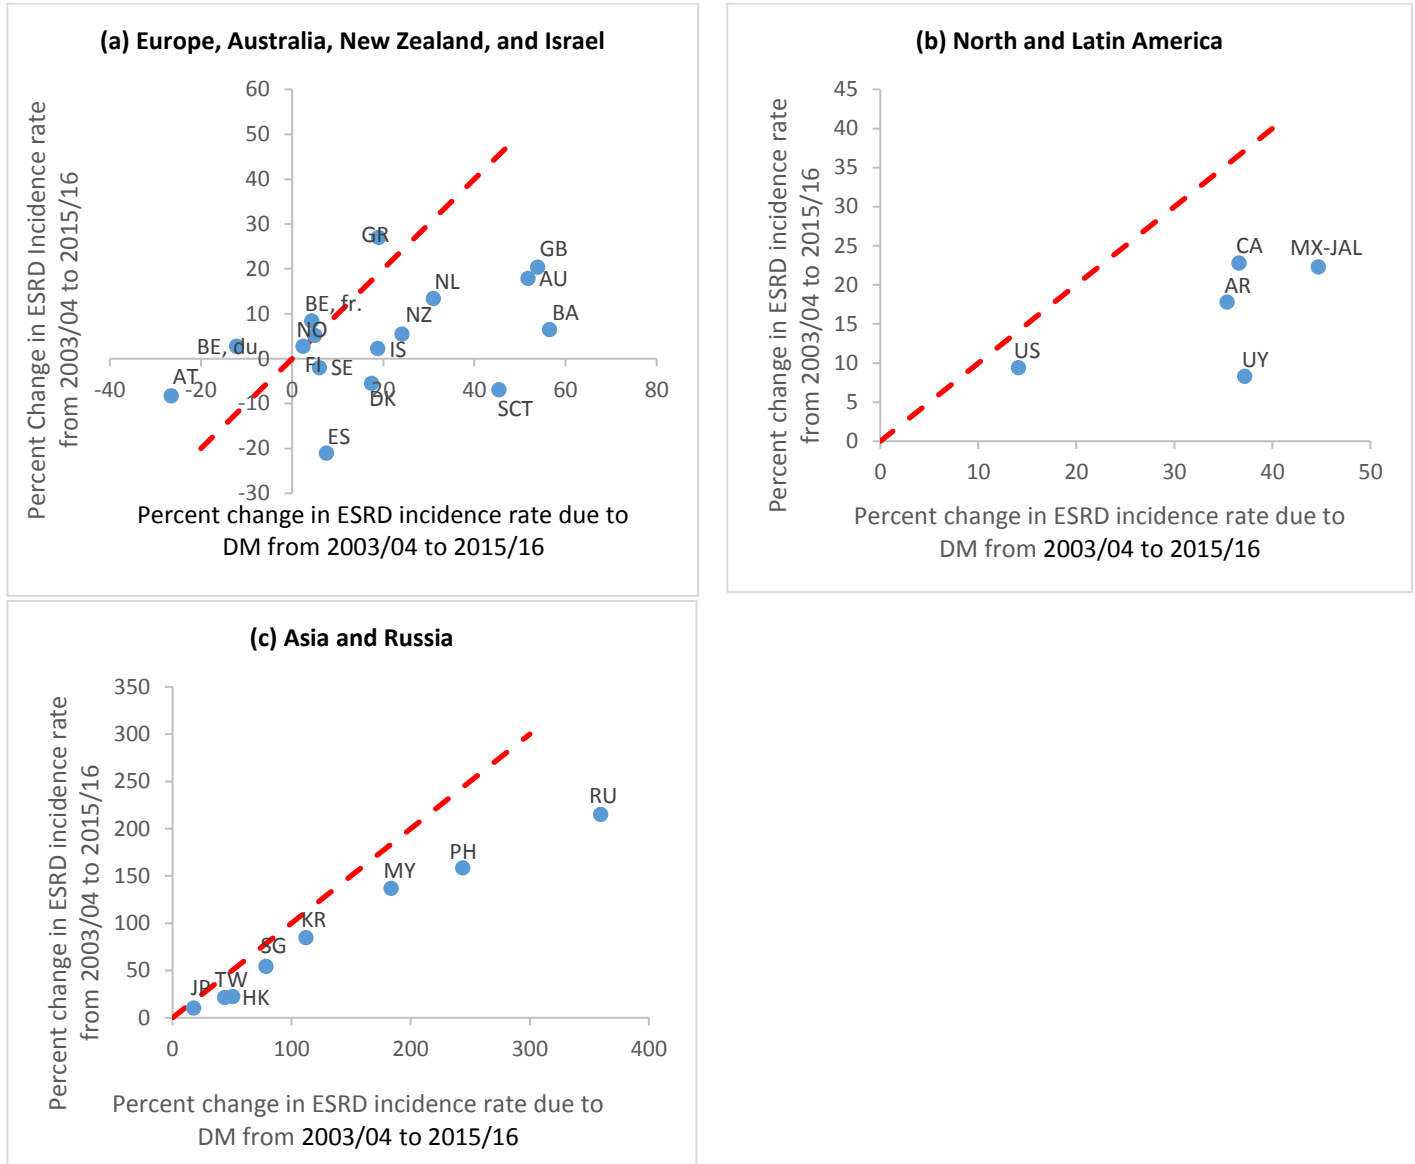 (a) Europe, Australia, New Zealand, and Israel
Percent Change in ESRD Incidence rate
from 2003/04 to 2015/16
60
50
40
30
20
10
0
-10
-20
-30
-40
-20
0
20
40
60
80
GR
GB
AU
NL
BE, fr.
NZ
BA
NO
BE, du
FI
SE
IS
AT
DK
SCT
ES
Percent change in ESRD incidence rate due to
DM from 2003/04 to 2015/16
(b) North and Latin America
Percent change in ESRD incidence rate
from 2003/04 to 2015/16
45
40
35
30
25
20
15
10
5
0
0
10
20
30
40
50
CA
MX-JAL
AR
US
UY
Percent change in ESRD incidence rate due to
DM from 2003/04 to 2015/16
(c) Asia and Russia
Percent change in ESRD incidence rate
from 2003/04 to 2015/16
350
300
250
200
150
100
50
0
0
100
200
300
400
RU
PH
MY
KR
SG
TW
JP
HK
Percent change in ESRD incidence rate due to
DM from 2003/04 to 2015/16